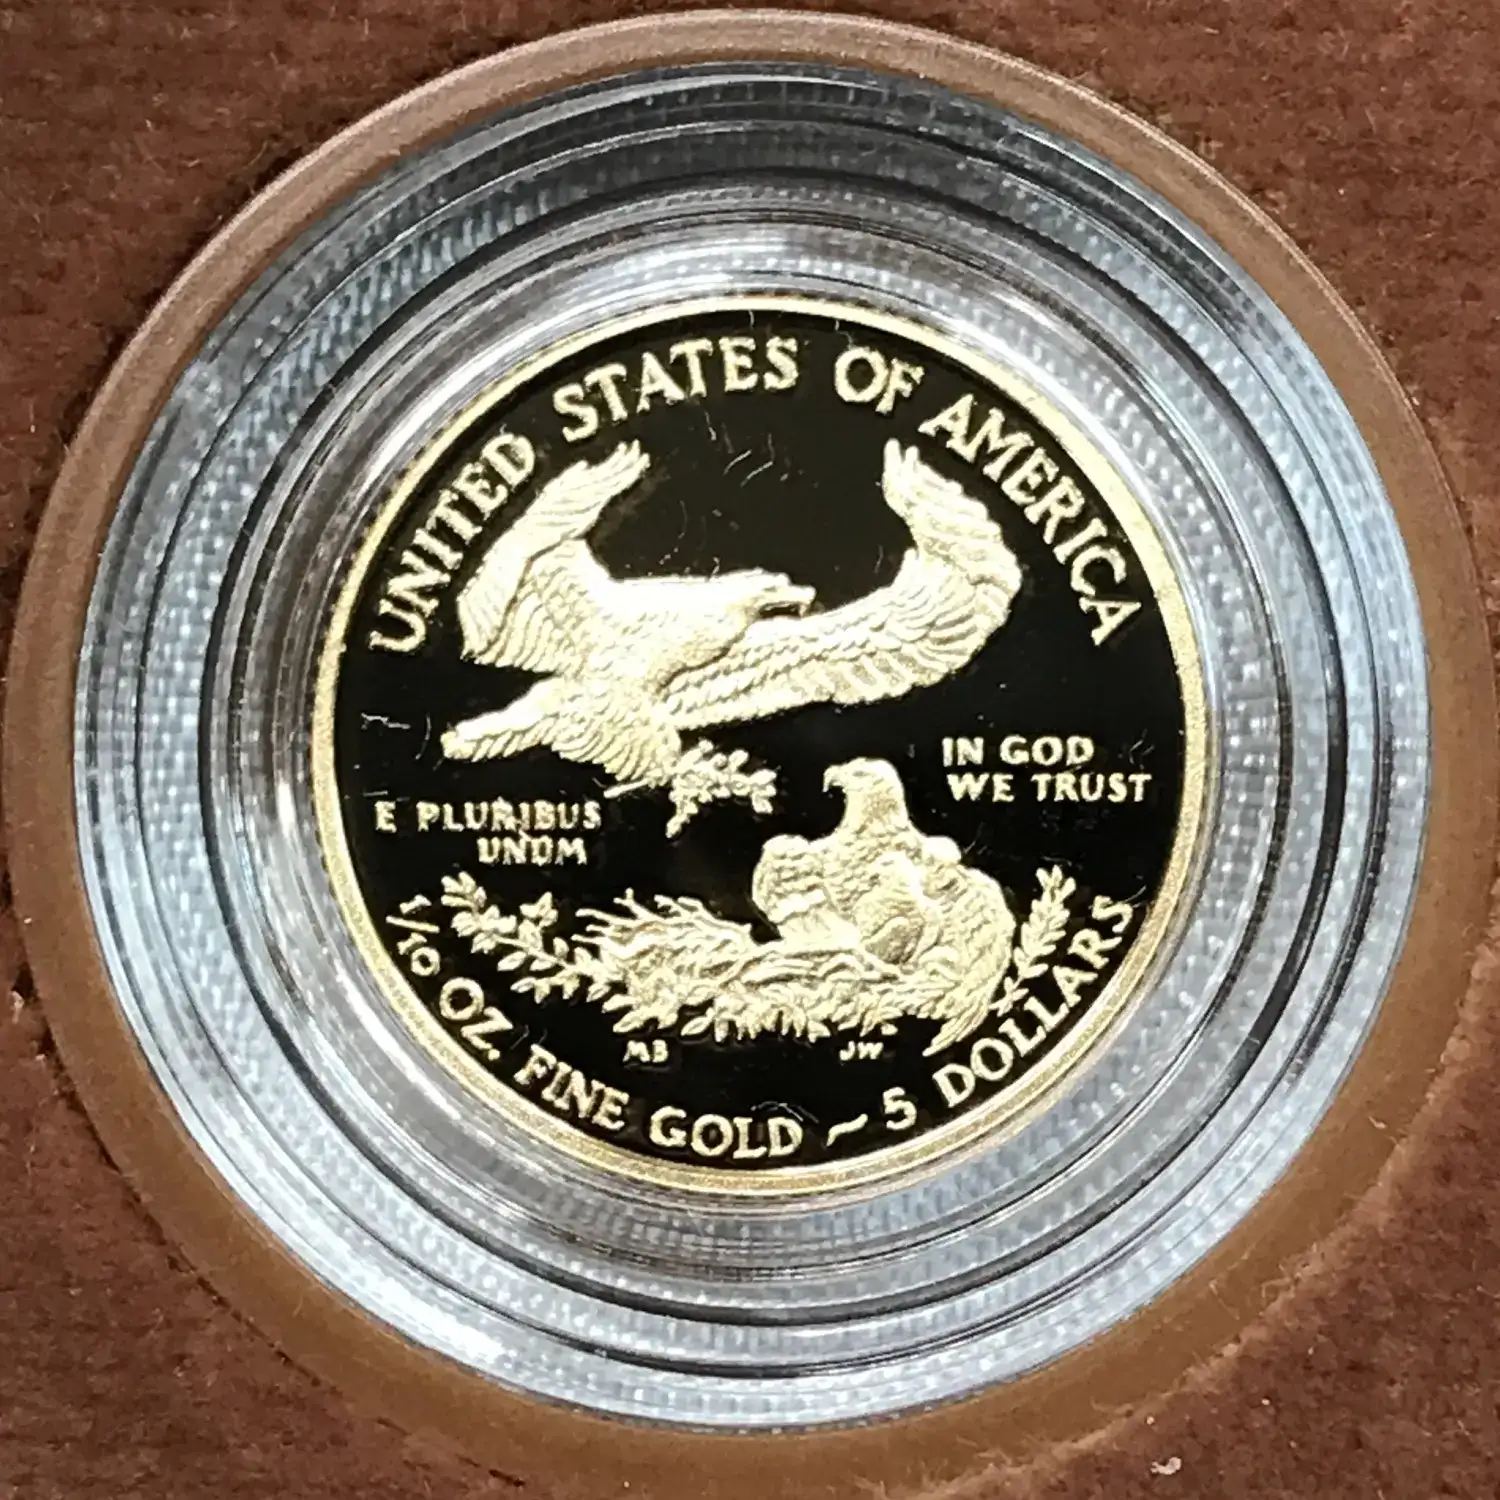 UNITED STATES OF AMERICA
IN GOD
WE TRUST
E PLURIBUS
UNUM
MB
JW
1/10 OZ. FINE GOLD ~ 5 DOLLARS